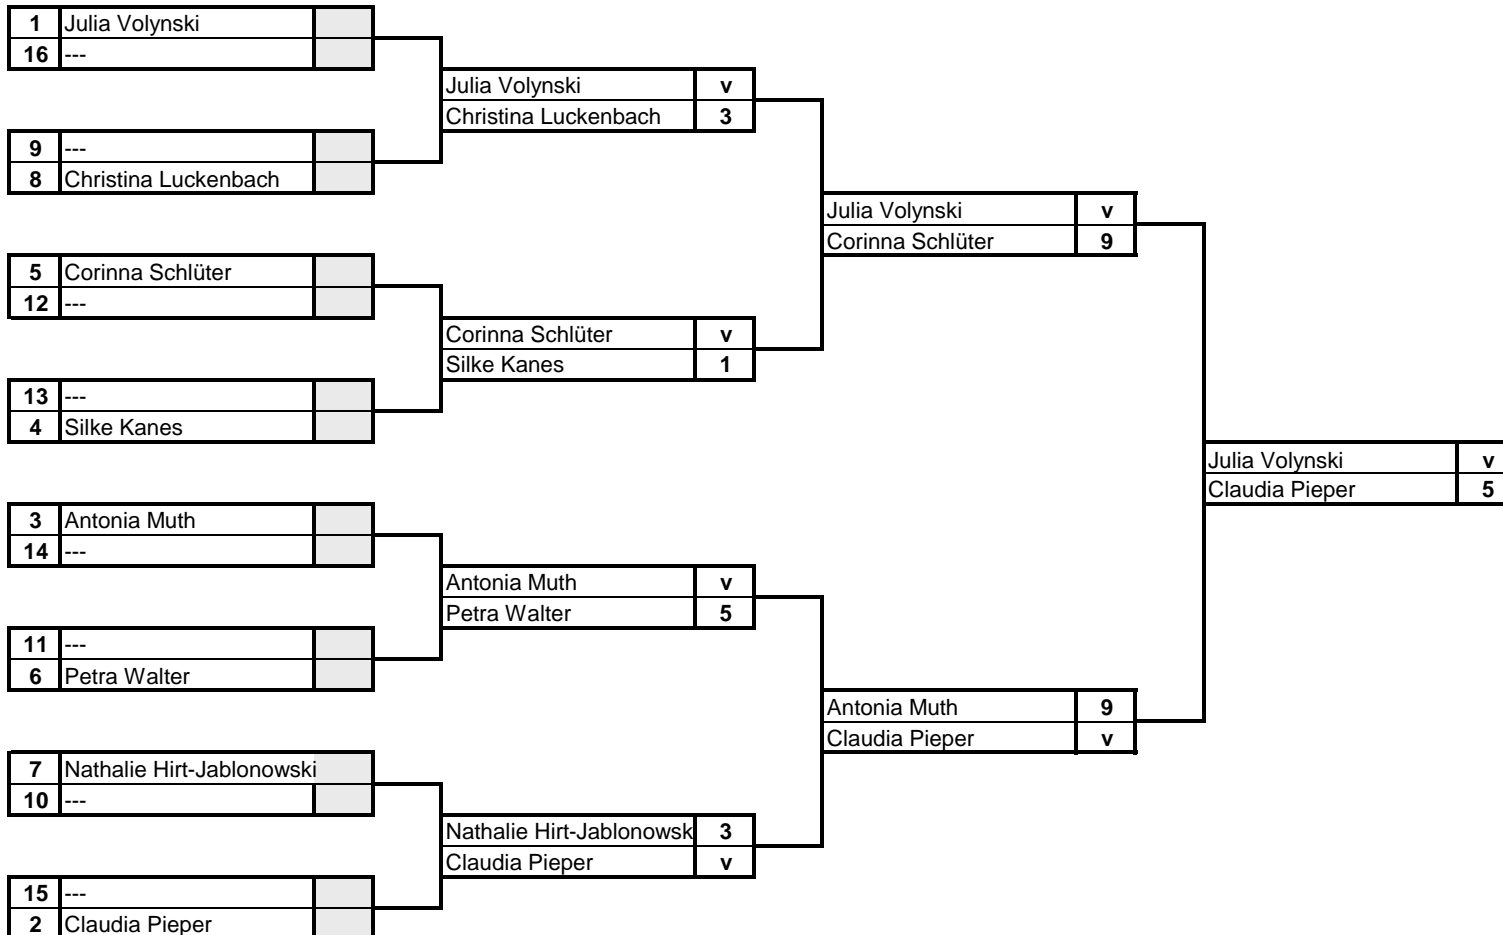 1 Julia Volynski
16 ---
Julia Volynski v
Christina Luckenbach 3
9 ---
8 Christina Luckenbach
Julia Volynski v
Corinna Schlüter 9
5 Corinna Schlüter
12 ---
Corinna Schlüter v
Silke Kanes 1
13 ---
4 Silke Kanes
Julia Volynski v
Claudia Pieper 5
3 Antonia Muth
14 ---
Antonia Muth v
Petra Walter 5
11 ---
6 Petra Walter
Antonia Muth 9
Claudia Pieper v
7 Nathalie Hirt-Jablonowski
10 ---
Nathalie Hirt-Jablonowsk 3
Claudia Pieper v
15 ---
2 Claudia Pieper